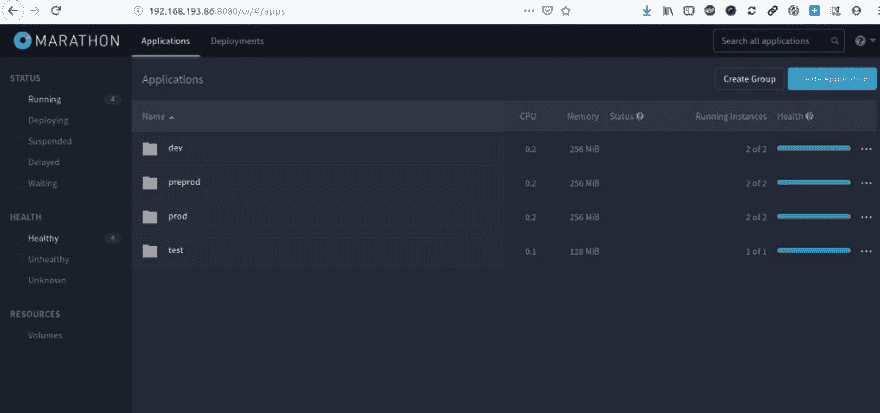 192.168.193.86:8080/ui/#/apps
MARATHON
Applications Deployments
Search all applications
STATUS
Running 4
Deploying
Suspended
Delayed
Waiting
HEALTH
Healthy 4
Unhealthy
Unknown
RESOURCES
Volumes
Applications
Create Group Create Application
Name CPU Memory Status Running Instances Health
dev 0.2 256 MiB 2 of 2
preprod 0.2 256 MiB 2 of 2
prod 0.2 256 MiB 2 of 2
test 0.1 128 MiB 1 of 1